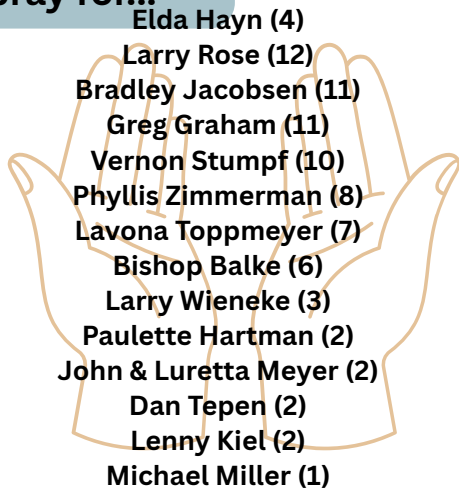 pray for...
Elda Hayn (4)
Larry Rose (12)
Bradley Jacobsen (11)
Greg Graham (11)
Vernon Stumpf (10)
Phyllis Zimmerman (8)
Lavona Toppmeyer (7)
Bishop Balke (6)
Larry Wieneke (3)
Paulette Hartman (2)
John & Luretta Meyer (2)
Dan Tepen (2)
Lenny Kiel (2)
Michael Miller (1)